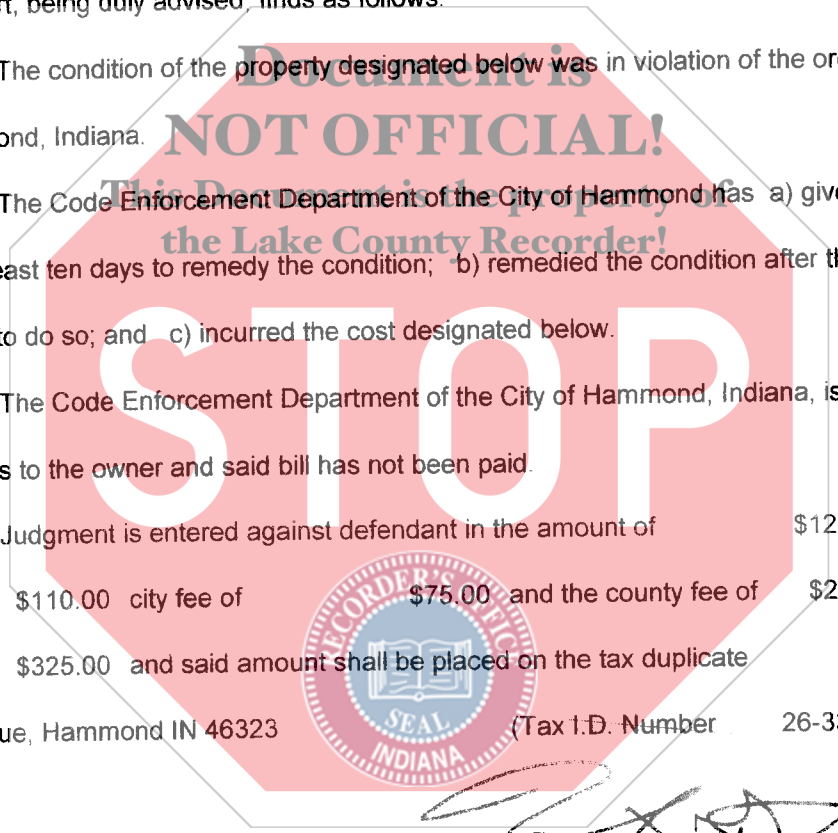 rt, being duly advised, finds as follows:
The condition of the property designated below was in violation of the or
Document is
ond, Indiana.
NOT OFFICIAL!
The Code Enforcement Department of the City of Hammond has a) give
This Document is the property of
the Lake County Recorder!
east ten days to remedy the condition; b) remedied the condition after th
STOP
to do so; and c) incurred the cost designated below.
The Code Enforcement Department of the City of Hammond, Indiana, is
s to the owner and said bill has not been paid.
Judgment is entered against defendant in the amount of $12
$110.00 city fee of $75.00 and the county fee of $2
$325.00 and said amount shall be placed on the tax duplicate
ue, Hammond IN 46323 (Tax I.D. Number 26-33
RECORDER'S OFFICE
SEAL
INDIANA